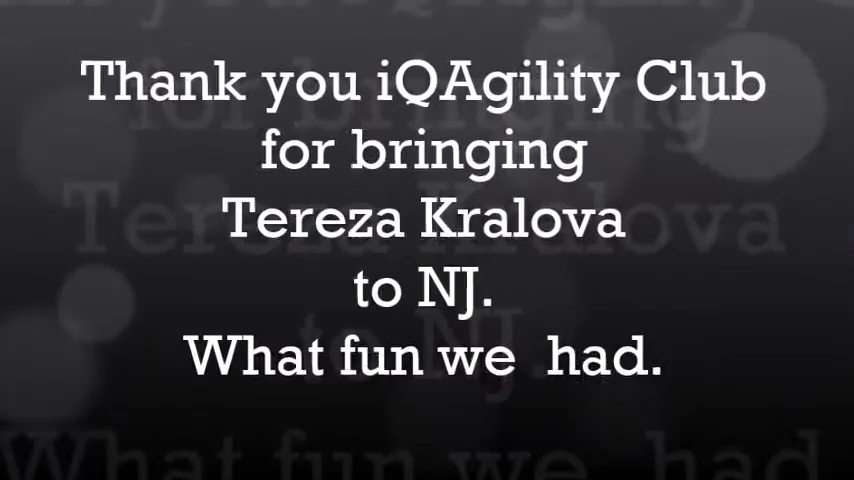 Thank you iQAgility Club
for bringing
Tereza Kralova
to NJ.
What fun we  had.